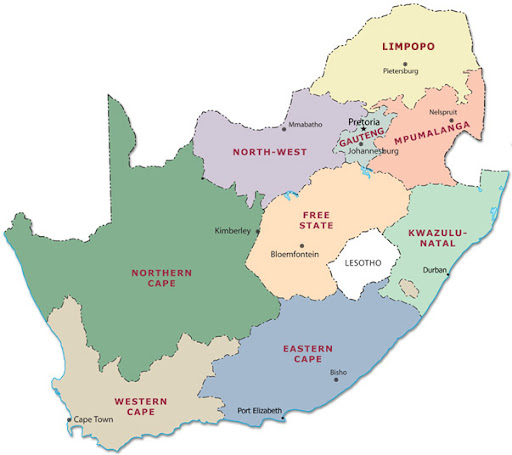 LIMPOPO
Pietersburg
Nelspruit
Pretoria
Mmabatho
GAUTENG
MPUMALANGA
NORTH-WEST
Johannesburg
FREE
STATE
Kimberley
KWAZULU-
NATAL
Bloemfontein
LESOTHO
NORTHERN
CAPE
Durban
EASTERN
CAPE
Bisho
WESTERN
CAPE
Port Elizabeth
Cape Town